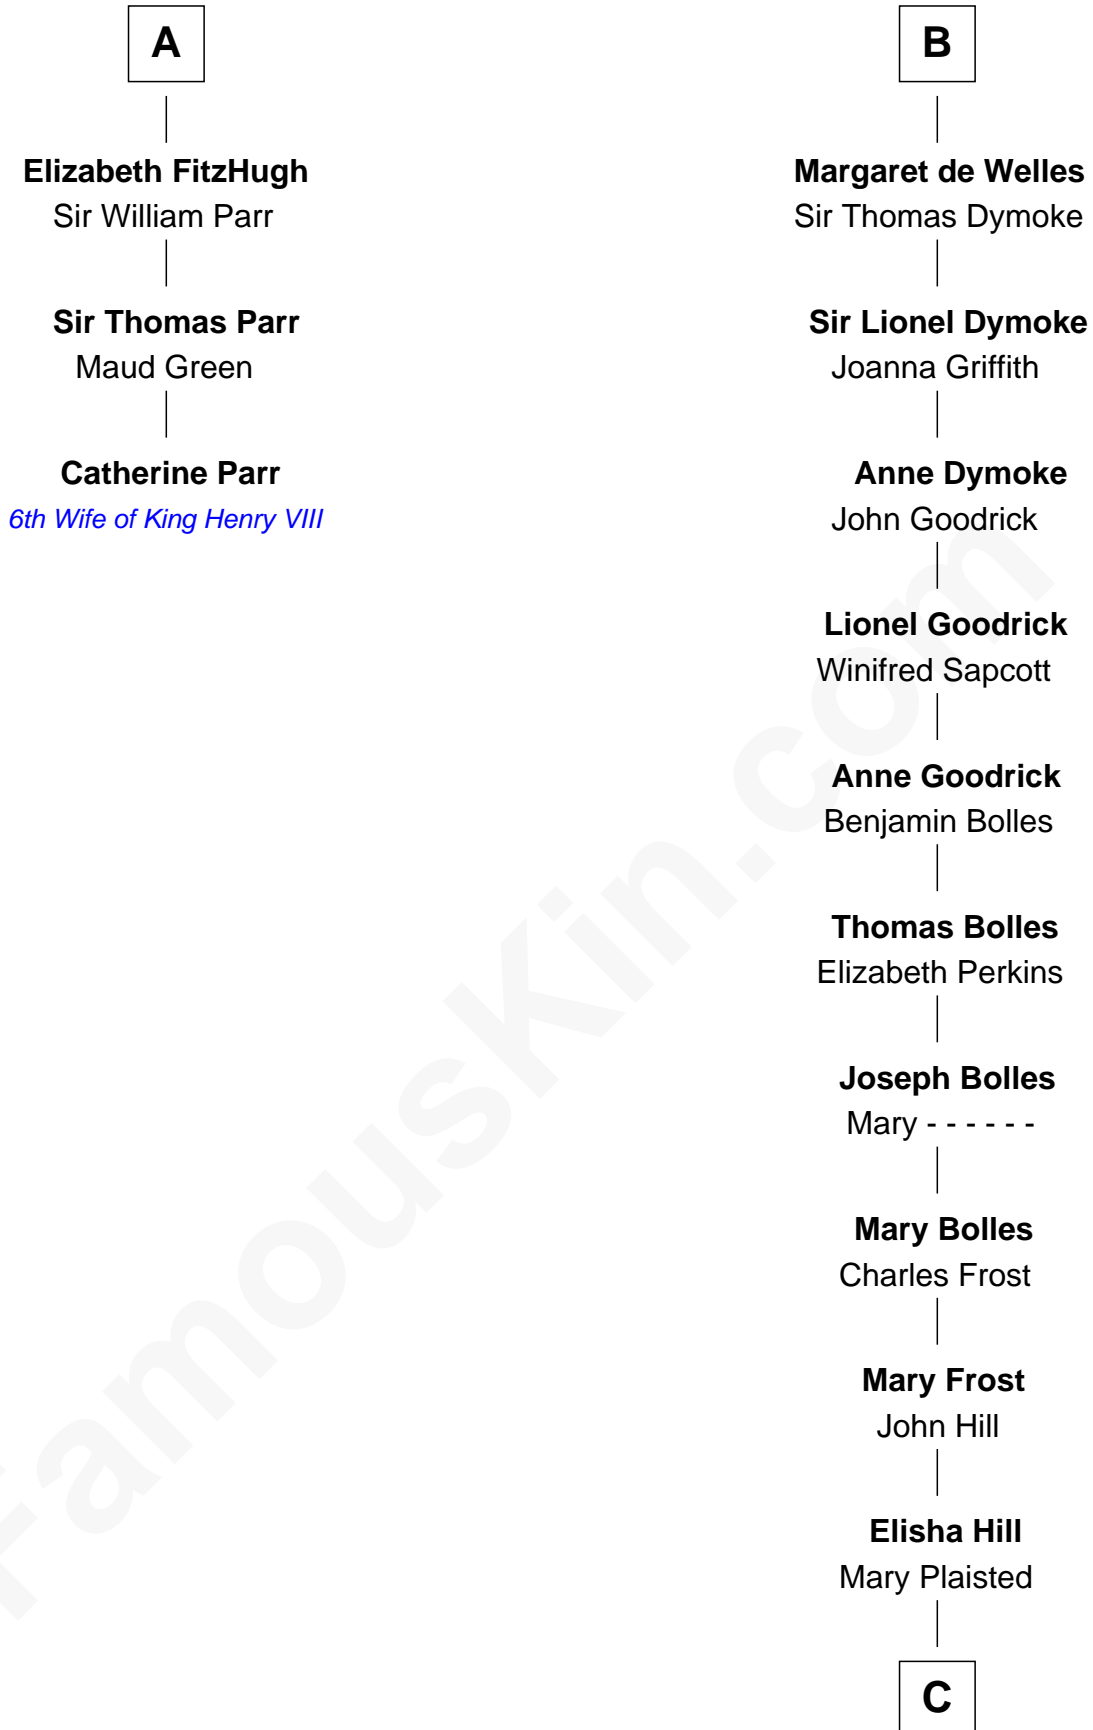 A
Elizabeth FitzHugh
Sir William Parr
Sir Thomas Parr
Maud Green
Catherine Parr
6th Wife of King Henry VIII
B
Margaret de Welles
Sir Thomas Dymoke
Sir Lionel Dymoke
Joanna Griffith
Anne Dymoke
John Goodrick
Lionel Goodrick
Winifred Sapcott
Anne Goodrick
Benjamin Bolles
Thomas Bolles
Elizabeth Perkins
Joseph Bolles
Mary - - - - - -
Mary Bolles
Charles Frost
Mary Frost
John Hill
Elisha Hill
Mary Plaisted
C
FamousKin.com